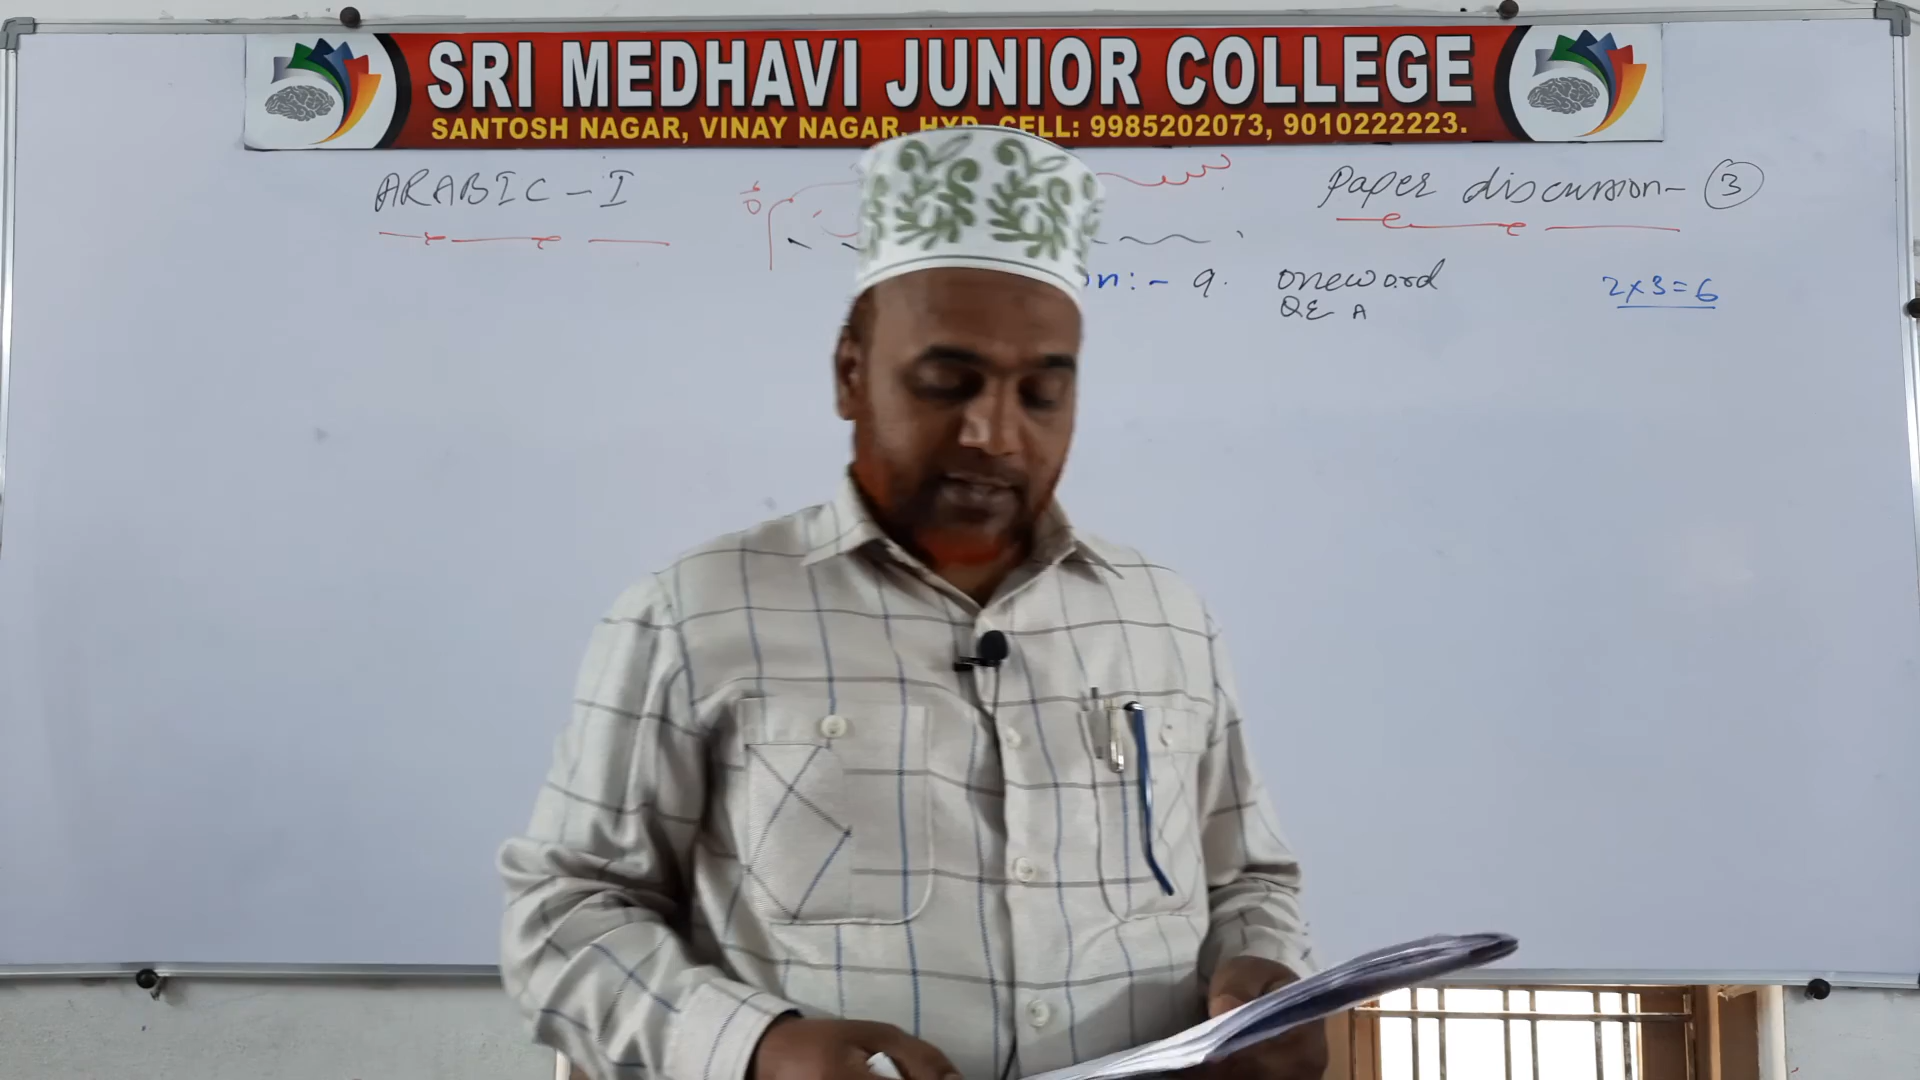 SRI MEDHAVI JUNIOR COLLEGE
SANTOSH NAGAR, VINAY NAGAR, HYD. CELL: 9985202073, 9010222223.
ARABIC - I
Paper discussion - 3
9. oneword 2x3=6
Q & A